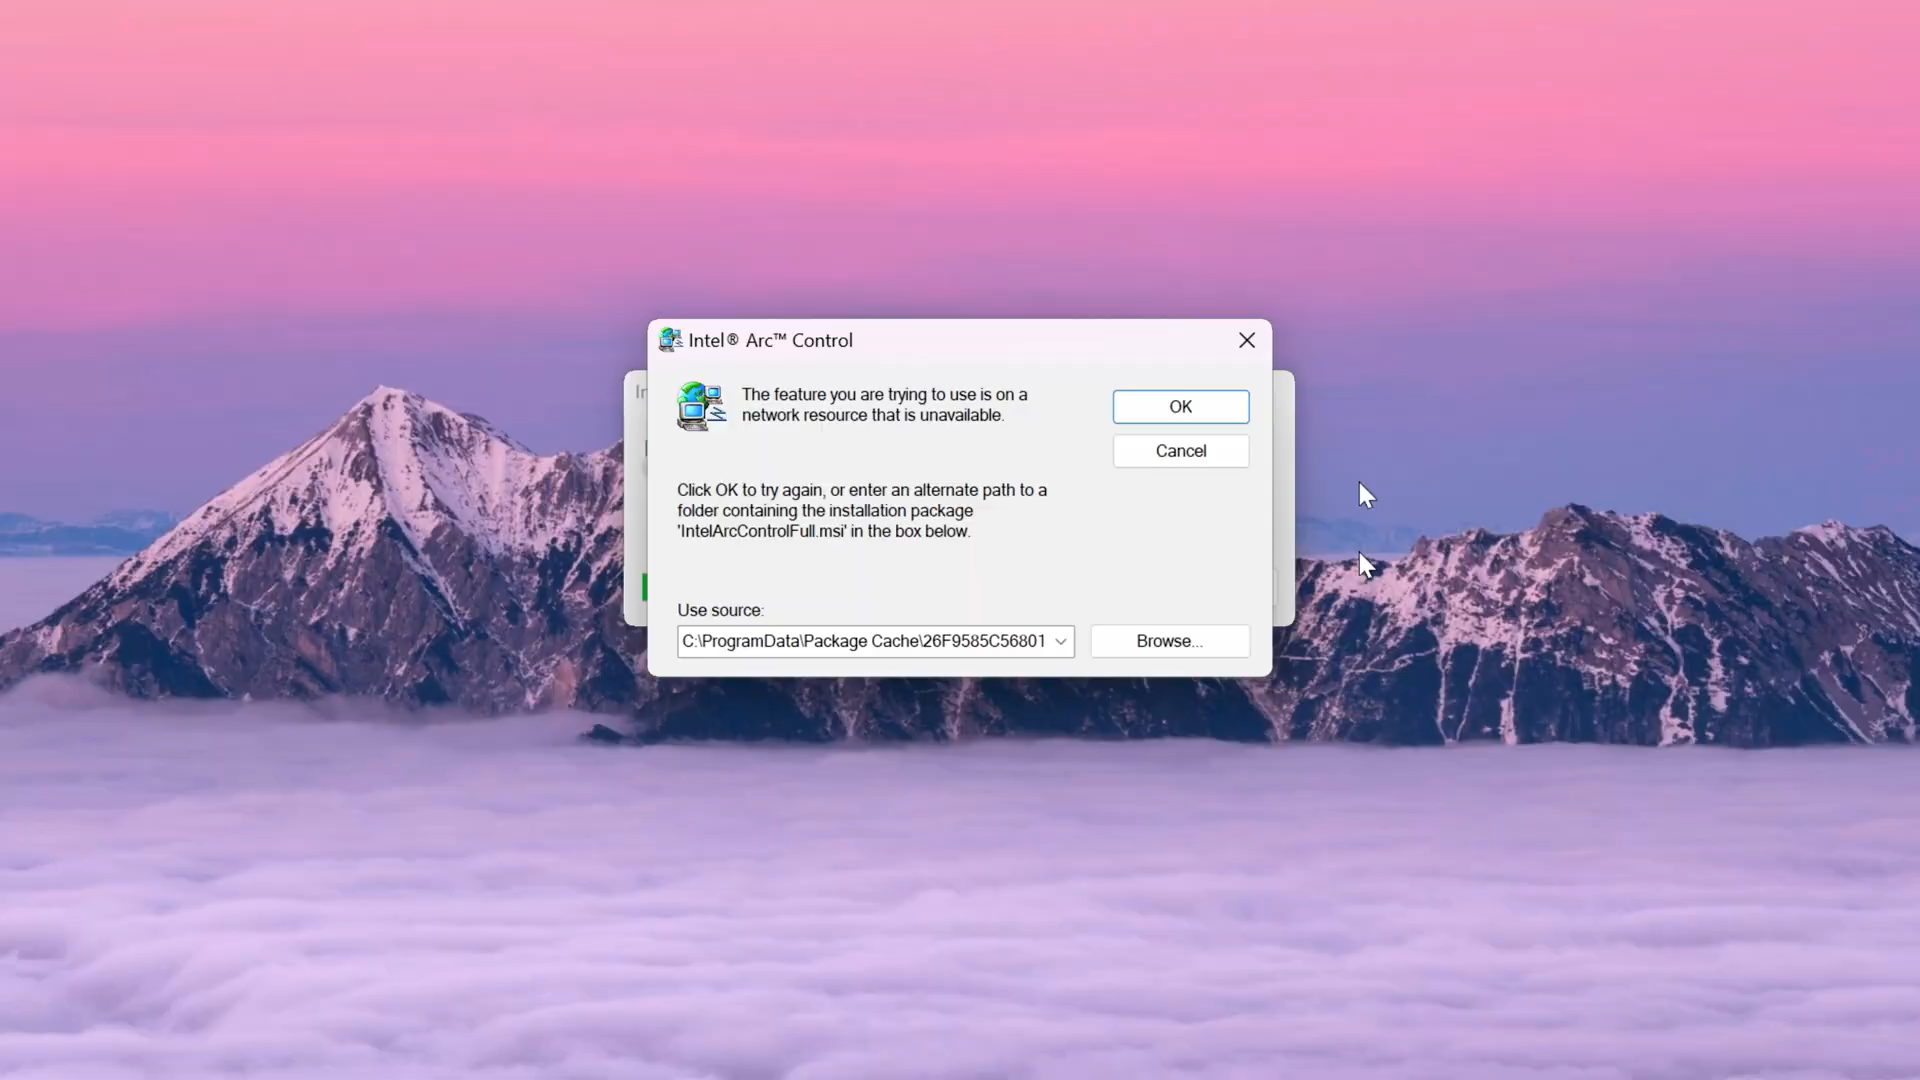 Intel® Arc™ Control
In
The feature you are trying to use is on a
network resource that is unavailable.
OK
Cancel
Click OK to try again, or enter an alternate path to a
folder containing the installation package
'IntelArcControlFull.msi' in the box below.
Use source:
C:\ProgramData\Package Cache\26F9585C56801
Browse...